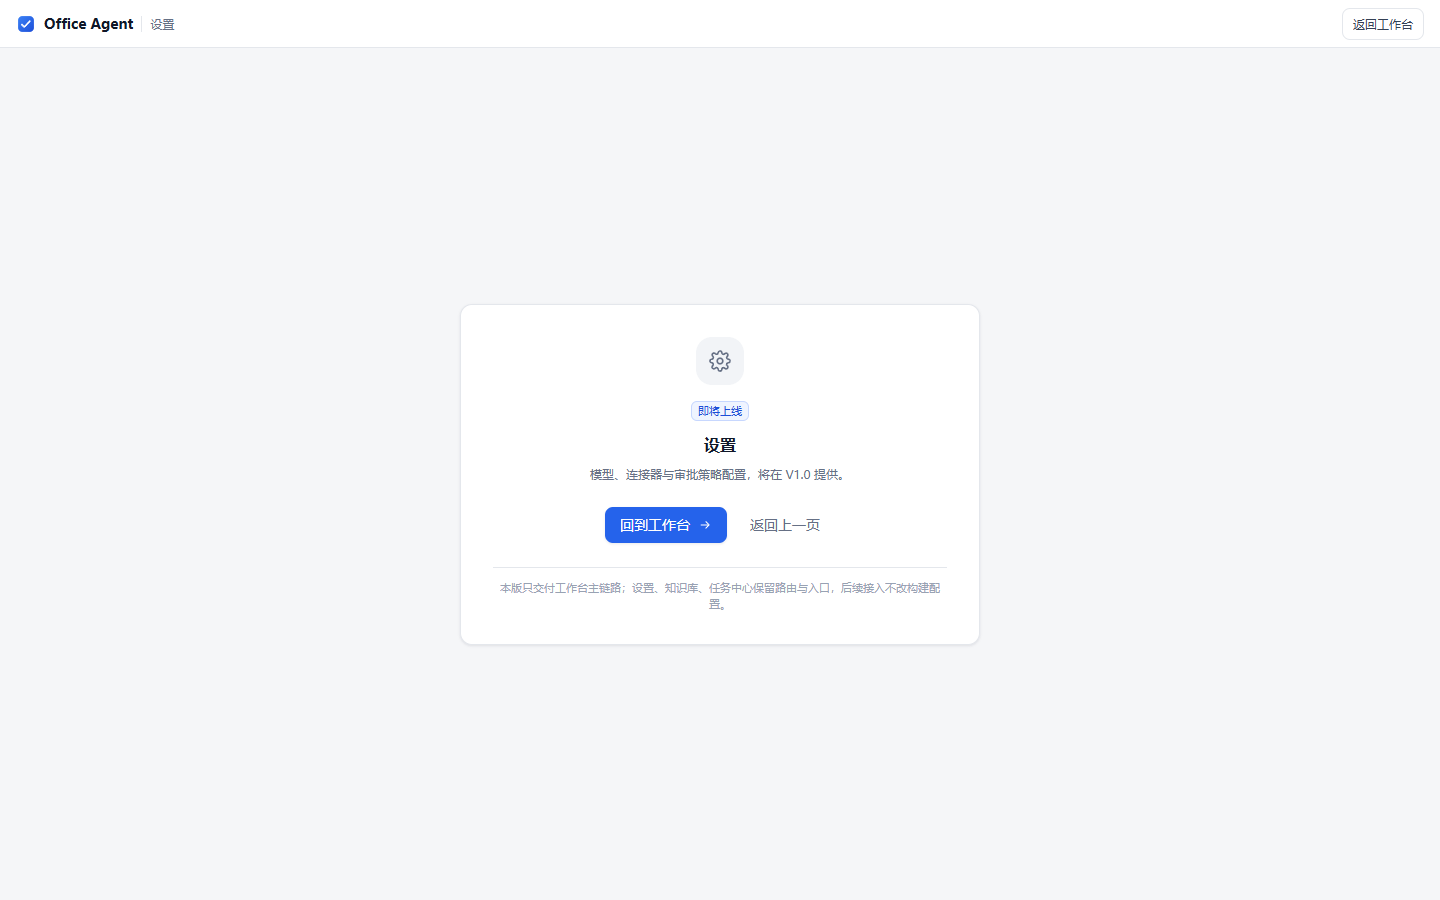 Office Agent
设置
返回工作台
即将上线
设置
模型、连接器与审批策略配置，将在 V1.0 提供。
回到工作台 →
返回上一页
本版只交付工作台主链路；设置、知识库、任务中心保留路由与入口，后续接入不改构建配
置。